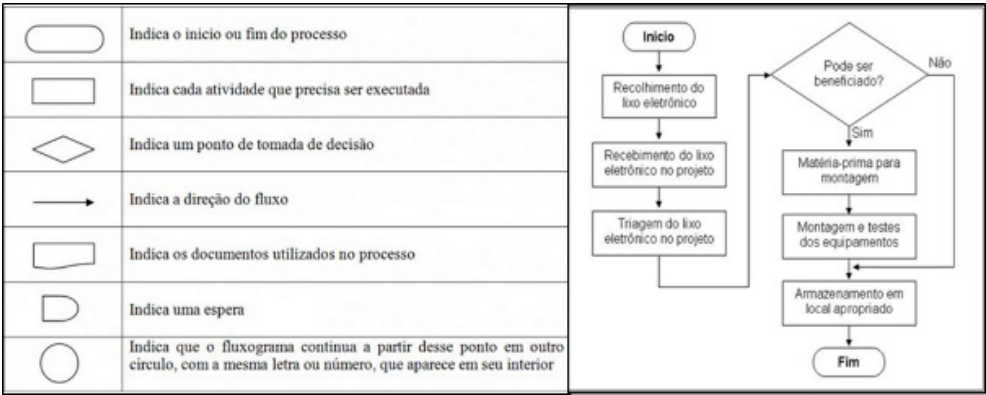 Indica o inicio ou fim do processo
Indica cada atividade que precisa ser executada
Indica um ponto de tomada de decisão
Indica a direção do fluxo
Indica os documentos utilizados no processo
Indica uma espera
Indica que o fluxograma continua a partir desse ponto em outro
círculo, com a mesma letra ou número, que aparece em seu interior
Inicio
Recolhimento do
lixo eletrônico
Recebimento do lixo
eletrônico no projeto
Triagem do lixo
eletrônico no projeto
Pode ser
beneficiado?
Não
Sim
Matéria-prima para
montagem
Montagem e testes
dos equipamentos
Armazenamento em
local apropriado
Fim